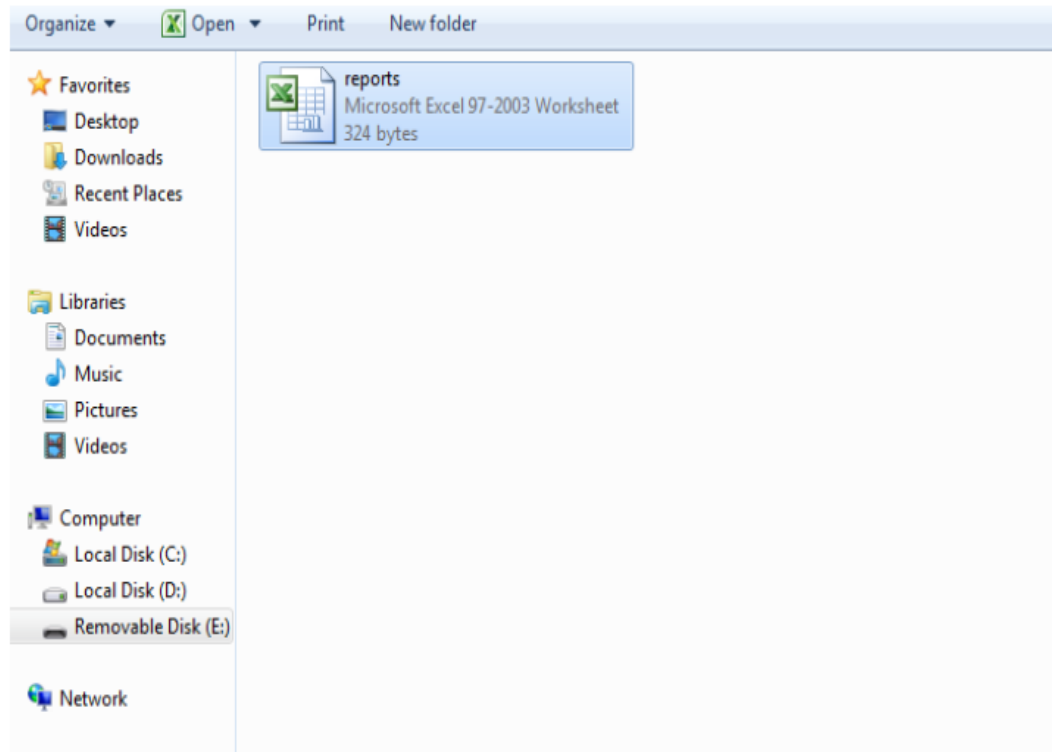 Organize Open Print New folder
Favorites
Desktop
Downloads
Recent Places
Videos
Libraries
Documents
Music
Pictures
Videos
Computer
Local Disk (C:)
Local Disk (D:)
Removable Disk (E:)
Network
reports
Microsoft Excel 97-2003 Worksheet
324 bytes